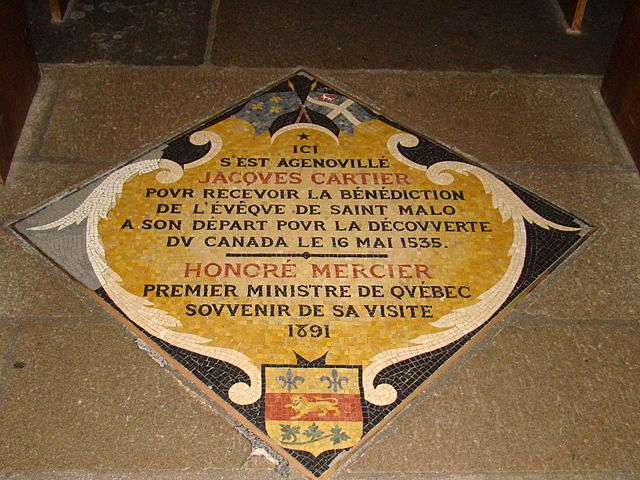 ICI
S'EST AGENOVILLÉ
JACQVES CARTIER
POVR RECEVOIR LA BÉNÉDICTION
DE L'ÉVÊQVE DE SAINT MALO
A SON DÉPART POVR LA DÉCOVVERTE
DV CANADA LE 16 MAI 1535.
HONORÉ MERCIER
PREMIER MINISTRE DE QVÉBEC
SOVVENIR DE SA VISITE
1891